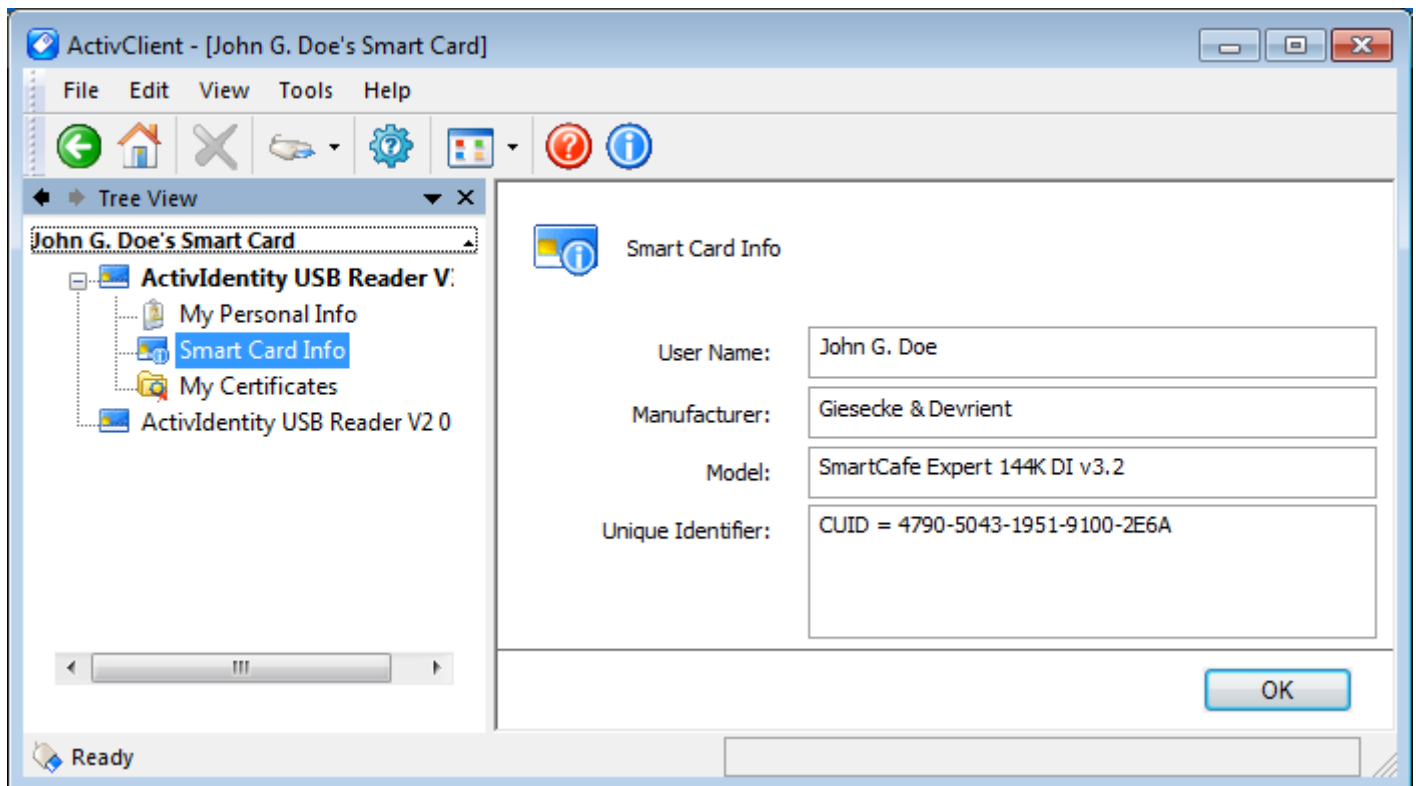 ActivClient - [John G. Doe's Smart Card]
File Edit View Tools Help
Tree View
John G. Doe's Smart Card
ActivIdentity USB Reader V
My Personal Info
Smart Card Info
My Certificates
ActivIdentity USB Reader V2 0
Smart Card Info
User Name: John G. Doe
Manufacturer: Giesecke & Devrient
Model: SmartCafe Expert 144K DI v3.2
Unique Identifier: CUID = 4790-5043-1951-9100-2E6A
OK
Ready